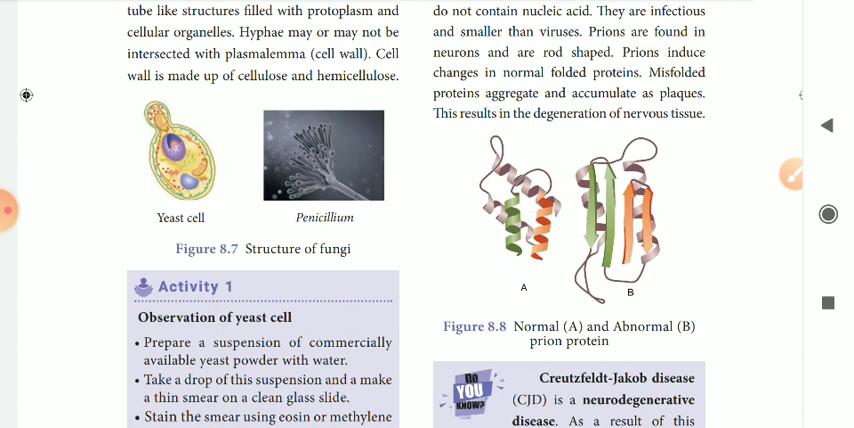 tube like structures filled with protoplasm and
cellular organelles. Hyphae may or may not be
intersected with plasmalemma (cell wall). Cell
wall is made up of cellulose and hemicellulose.
Yeast cell
Penicillium
Figure 8.7 Structure of fungi
Activity 1
Observation of yeast cell
• Prepare a suspension of commercially
available yeast powder with water.
• Take a drop of this suspension and a make
a thin smear on a clean glass slide.
• Stain the smear using eosin or methylene
do not contain nucleic acid. They are infectious
and smaller than viruses. Prions are found in
neurons and are rod shaped. Prions induce
changes in normal folded proteins. Misfolded
proteins aggregate and accumulate as plaques.
This results in the degeneration of nervous tissue.
A
B
Figure 8.8 Normal (A) and Abnormal (B)
prion protein
DO
YOU
KNOW?
Creutzfeldt-Jakob disease
(CJD) is a neurodegenerative
disease. As a result of this